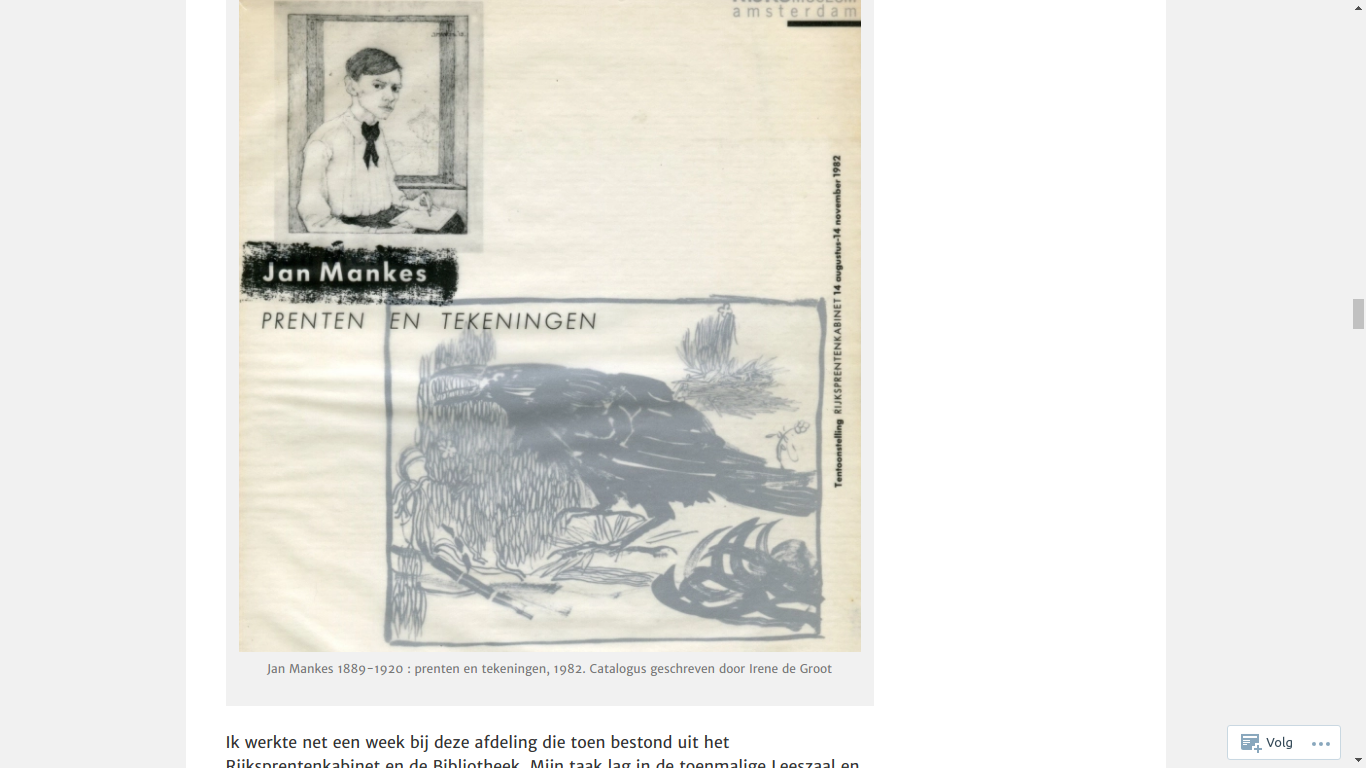 amsterdam
Jan Mankes
PRENTEN EN TEKENINGEN
Tentoonstelling RIJKSPRENTENKABINET 14 augustus-14 november 1982
Jan Mankes 1889-1920 : prenten en tekeningen, 1982. Catalogus geschreven door Irene de Groot
Ik werkte net een week bij deze afdeling die toen bestond uit het
Rijksprentenkabinet en de Bibliotheek. Mijn taak lag in de toenmalige Leeszaal en
Volg